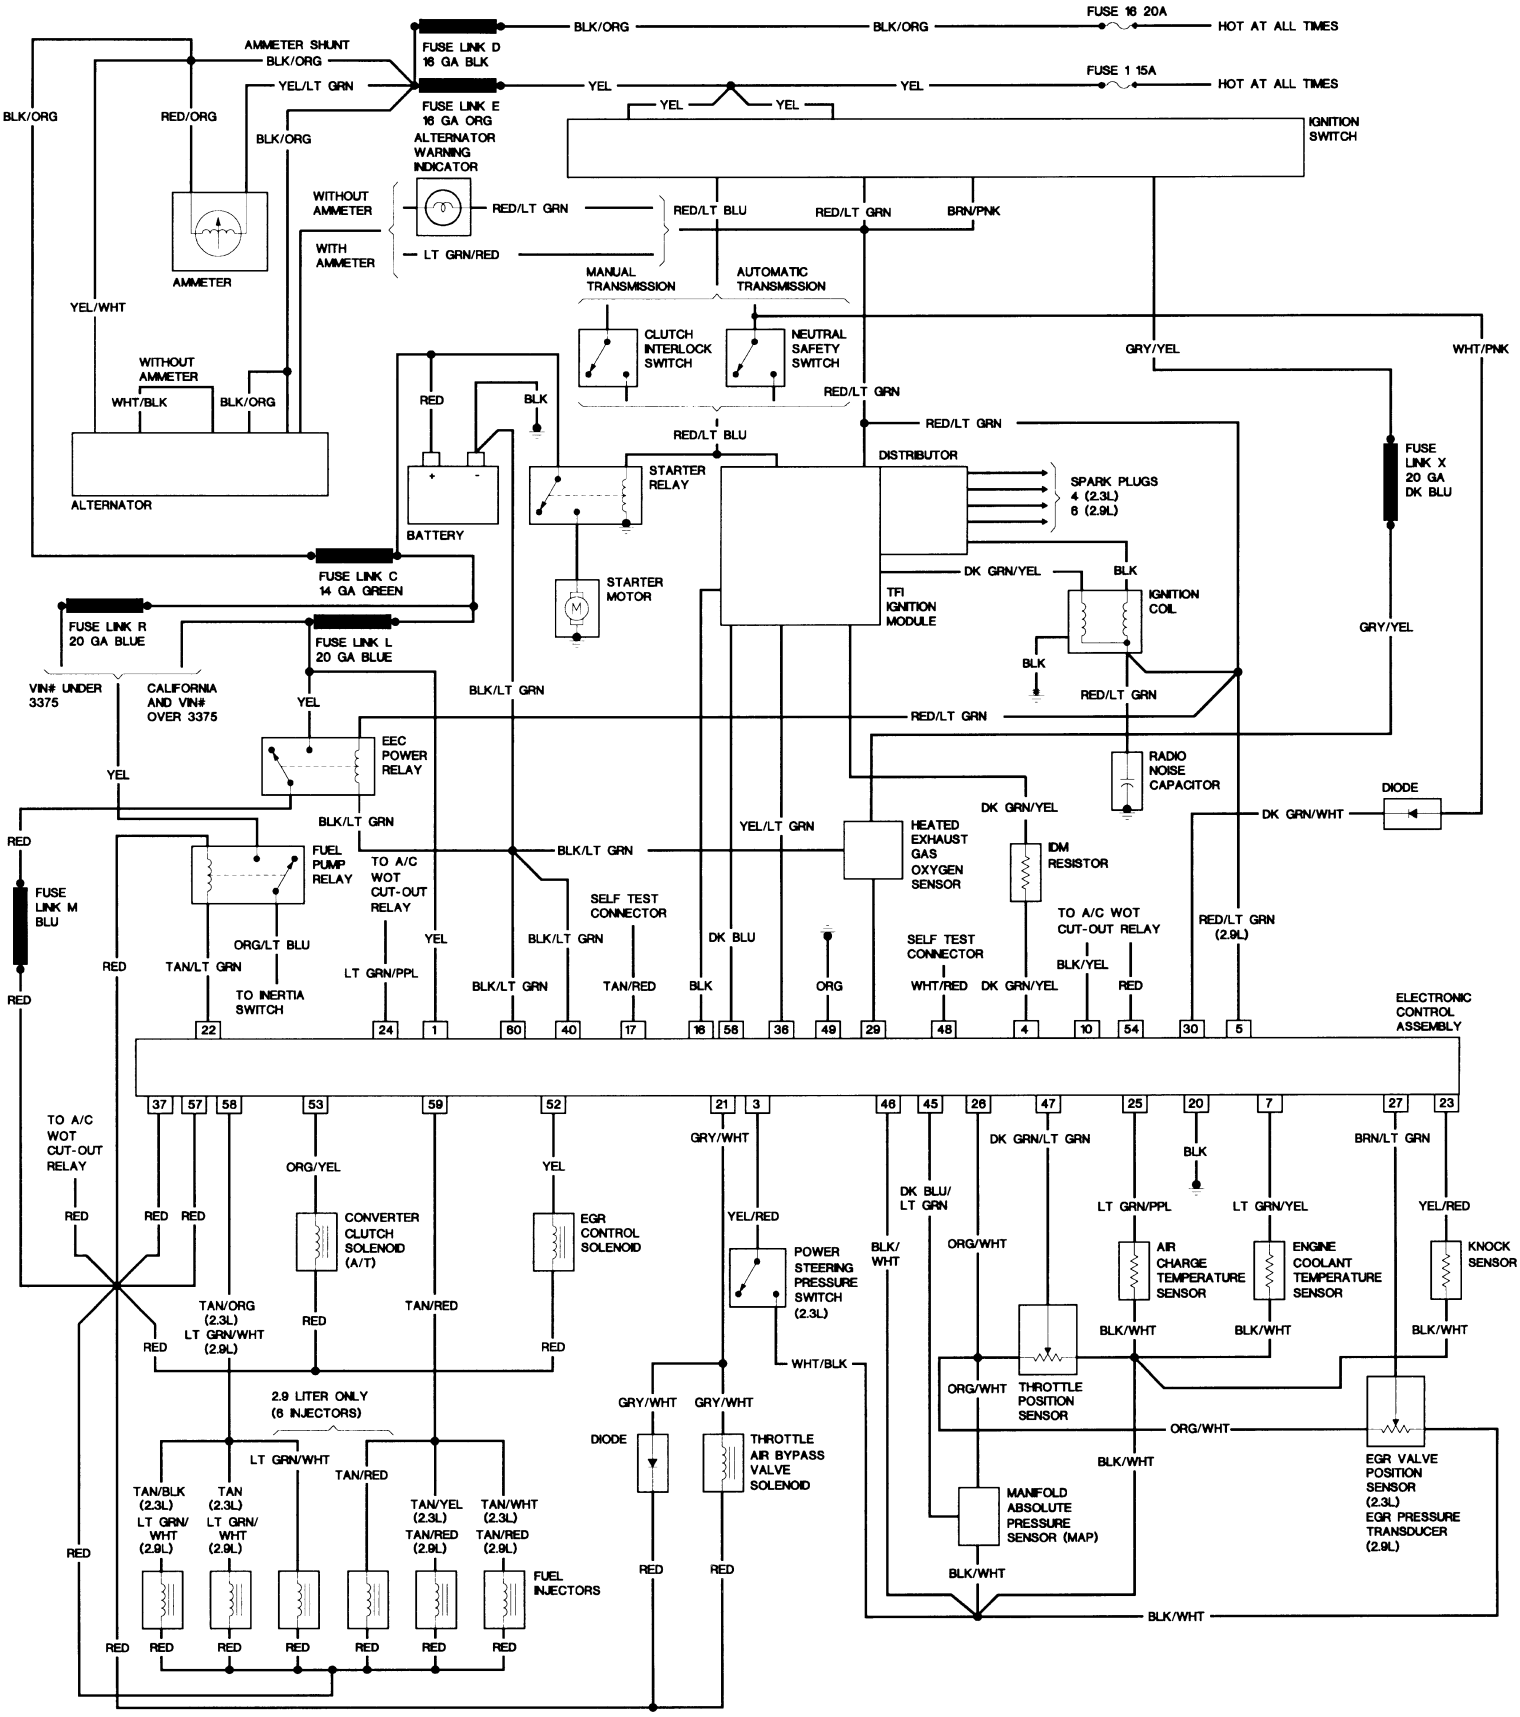 FUSE 16 20A
BLK/ORG
BLK/ORG
HOT AT ALL TIMES
AMMETER SHUNT
BLK/ORG
FUSE LINK D
16 GA BLK
FUSE 1 15A
YEL/LT GRN
YEL
YEL
HOT AT ALL TIMES
BLK/ORG
RED/ORG
BLK/ORG
FUSE LINK E
16 GA ORG
YEL
YEL
IGNITION
SWITCH
ALTERNATOR
WARNING
INDICATOR
WITHOUT
AMMETER
RED/LT GRN
RED/LT BLU
RED/LT GRN
BRN/PNK
WITH
AMMETER
LT GRN/RED
AMMETER
MANUAL
TRANSMISSION
AUTOMATIC
TRANSMISSION
YEL/WHT
CLUTCH
INTERLOCK
SWITCH
NEUTRAL
SAFETY
SWITCH
GRY/YEL
WHT/PNK
WITHOUT
AMMETER
WHT/BLK
BLK/ORG
RED
BLK
RED/LT GRN
RED/LT BLU
RED/LT GRN
ALTERNATOR
+
-
BATTERY
STARTER
RELAY
DISTRIBUTOR
SPARK PLUGS
4 (2.3L)
6 (2.9L)
FUSE
LINK X
20 GA
DK BLU
FUSE LINK C
14 GA GREEN
STARTER
MOTOR
M
DK GRN/YEL
BLK
TFI
IGNITION
MODULE
IGNITION
COIL
FUSE LINK R
20 GA BLUE
FUSE LINK L
20 GA BLUE
GRY/YEL
BLK
VIN# UNDER
3375
CALIFORNIA
AND VIN#
OVER 3375
YEL
BLK/LT GRN
RED/LT GRN
RED/LT GRN
EEC
POWER
RELAY
YEL
RADIO
NOISE
CAPACITOR
DIODE
RED
BLK/LT GRN
YEL/LT GRN
DK GRN/YEL
DK GRN/WHT
FUEL
PUMP
RELAY
TO A/C
WOT
CUT-OUT
RELAY
BLK/LT GRN
HEATED
EXHAUST
GAS
OXYGEN
SENSOR
IDM
RESISTOR
FUSE
LINK M
BLU
SELF TEST
CONNECTOR
TO A/C WOT
CUT-OUT RELAY
RED/LT GRN
(2.9L)
ORG/LT BLU
YEL
BLK/LT GRN
DK BLU
SELF TEST
CONNECTOR
RED
TAN/LT GRN
LT GRN/PPL
BLK/YEL
RED
TO INERTIA
SWITCH
BLK/LT GRN
TAN/RED
BLK
ORG
WHT/RED
DK GRN/YEL
RED
ELECTRONIC
CONTROL
ASSEMBLY
22
24
1
60
40
17
16
56
36
49
29
48
4
10
54
30
5
37
57
58
53
59
52
21
3
46
45
26
47
25
20
7
27
23
TO A/C
WOT
CUT-OUT
RELAY
GRY/WHT
DK GRN/LT GRN
BLK
BRN/LT GRN
ORG/YEL
YEL
RED
RED
RED
CONVERTER
CLUTCH
SOLENOID
(A/T)
EGR
CONTROL
SOLENOID
YEL/RED
DK BLU/
LT GRN
LT GRN/PPL
LT GRN/YEL
YEL/RED
BLK/
WHT
ORG/WHT
POWER
STEERING
PRESSURE
SWITCH
(2.3L)
AIR
CHARGE
TEMPERATURE
SENSOR
ENGINE
COOLANT
TEMPERATURE
SENSOR
KNOCK
SENSOR
TAN/ORG
(2.3L)
LT GRN/WHT
(2.9L)
RED
TAN/RED
RED
RED
BLK/WHT
BLK/WHT
BLK/WHT
WHT/BLK
2.9 LITER ONLY
(6 INJECTORS)
ORG/WHT
THROTTLE
POSITION
SENSOR
GRY/WHT
GRY/WHT
ORG/WHT
DIODE
THROTTLE
AIR BYPASS
VALVE
SOLENOID
LT GRN/WHT
TAN/RED
BLK/WHT
EGR VALVE
POSITION
SENSOR
(2.3L)
EGR PRESSURE
TRANSDUCER
(2.9L)
TAN/BLK
(2.3L)
LT GRN/
WHT
(2.9L)
TAN
(2.3L)
LT GRN/
WHT
(2.9L)
TAN/YEL
(2.3L)
TAN/RED
(2.9L)
TAN/WHT
(2.3L)
TAN/RED
(2.9L)
MANIFOLD
ABSOLUTE
PRESSURE
SENSOR (MAP)
RED
RED
RED
BLK/WHT
FUEL
INJECTORS
BLK/WHT
RED
RED
RED
RED
RED
RED
RED